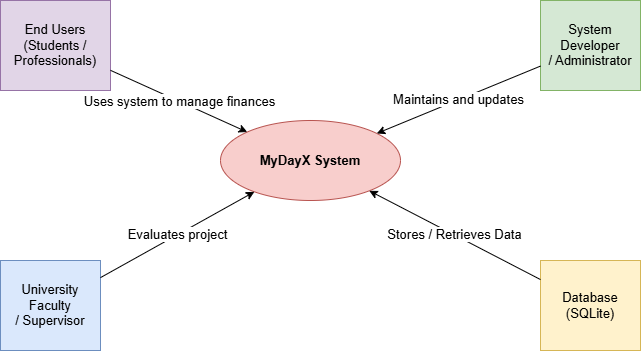 End Users
(Students /
Professionals)
System
Developer
/ Administrator
Uses system to manage finances
Maintains and updates
MyDayX System
Evaluates project
Stores / Retrieves Data
University
Faculty
/ Supervisor
Database
(SQLite)